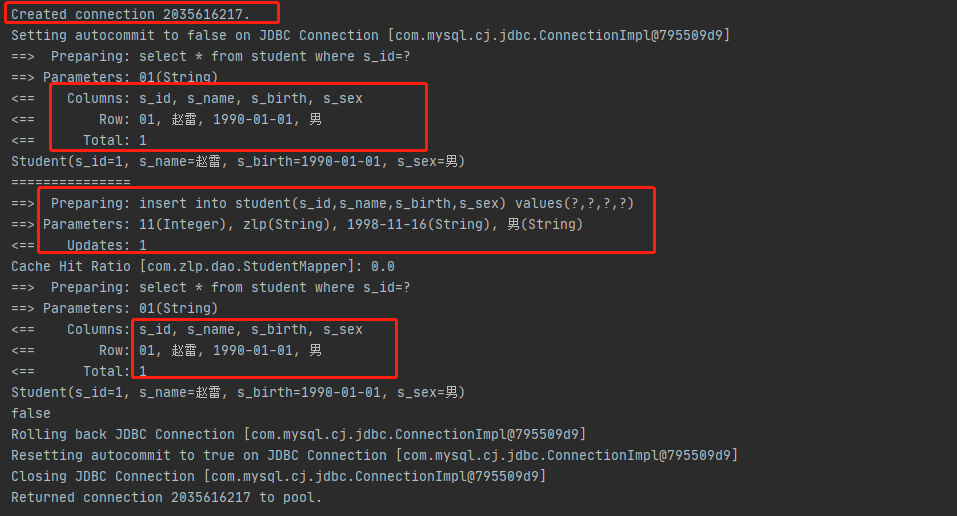 Created connection 2035616217.
Setting autocommit to false on JDBC Connection [com.mysql.cj.jdbc.ConnectionImpl@795509d9]
==>  Preparing: select * from student where s_id=?
==> Parameters: 01(String)
<==    Columns: s_id, s_name, s_birth, s_sex
<==        Row: 01, 赵雷, 1990-01-01, 男
<==      Total: 1
Student(s_id=1, s_name=赵雷, s_birth=1990-01-01, s_sex=男)
===============
==>  Preparing: insert into student(s_id,s_name,s_birth,s_sex) values(?,?,?,?)
==> Parameters: 11(Integer), zlp(String), 1998-11-16(String), 男(String)
<==    Updates: 1
Cache Hit Ratio [com.zlp.dao.StudentMapper]: 0.0
==>  Preparing: select * from student where s_id=?
==> Parameters: 01(String)
<==    Columns: s_id, s_name, s_birth, s_sex
<==        Row: 01, 赵雷, 1990-01-01, 男
<==      Total: 1
Student(s_id=1, s_name=赵雷, s_birth=1990-01-01, s_sex=男)
false
Rolling back JDBC Connection [com.mysql.cj.jdbc.ConnectionImpl@795509d9]
Resetting autocommit to true on JDBC Connection [com.mysql.cj.jdbc.ConnectionImpl@795509d9]
Closing JDBC Connection [com.mysql.cj.jdbc.ConnectionImpl@795509d9]
Returned connection 2035616217 to pool.